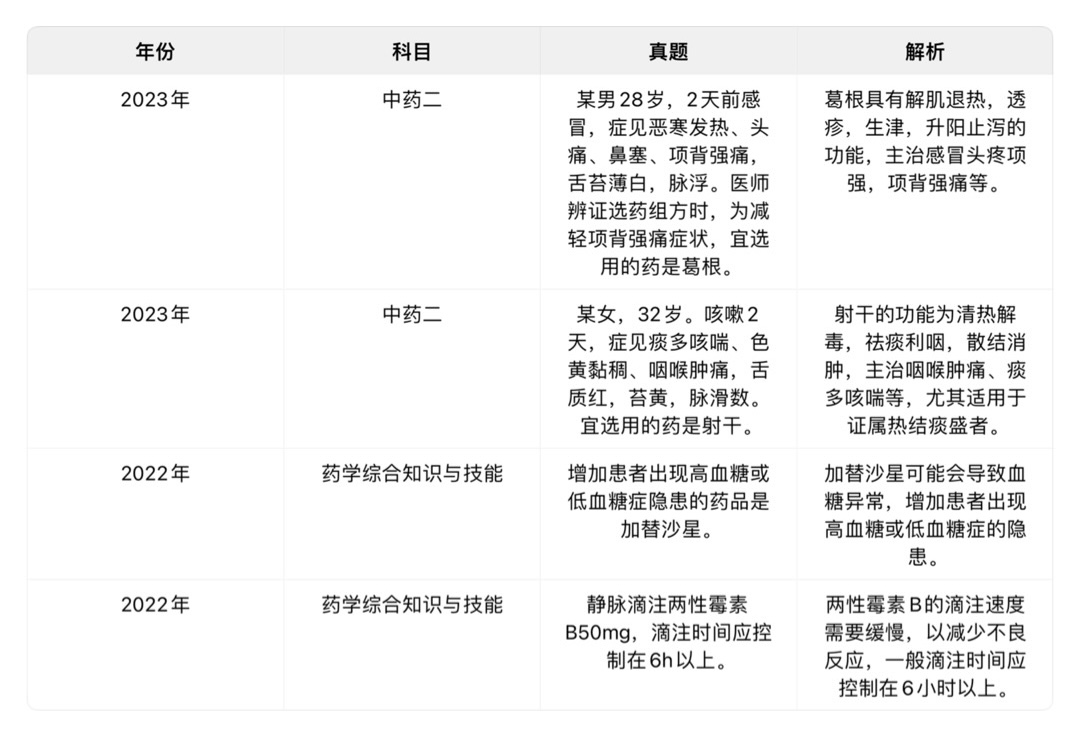 年份
科目
真题
解析
2023年
中药二
某男28岁，2天前感
冒，症见恶寒发热、头
痛、鼻塞、项背强痛，
舌苔薄白，脉浮。医师
辨证选药组方时，为减
轻项背强痛症状，宜选
用的药是葛根。
葛根具有解肌退热，透
疹，生津，升阳止泻的
功能，主治感冒头疼项
强，项背强痛等。
2023年
中药二
某女，32岁。咳嗽2
天，症见痰多咳喘、色
黄黏稠、咽喉肿痛，舌
质红，苔黄，脉滑数。
宜选用的药是射干。
射干的功能为清热解
毒，祛痰利咽，散结消
肿，主治咽喉肿痛、痰
多咳喘等，尤其适用于
证属热结痰盛者。
2022年
药学综合知识与技能
增加患者出现高血糖或
低血糖症隐患的药品是
加替沙星。
加替沙星可能会导致血
糖异常，增加患者出现
高血糖或低血糖症的隐
患。
2022年
药学综合知识与技能
静脉滴注两性霉素
B50mg，滴注时间应控
制在6h以上。
两性霉素B的滴注速度
需要缓慢，以减少不良
反应，一般滴注时间应
控制在6小时以上。